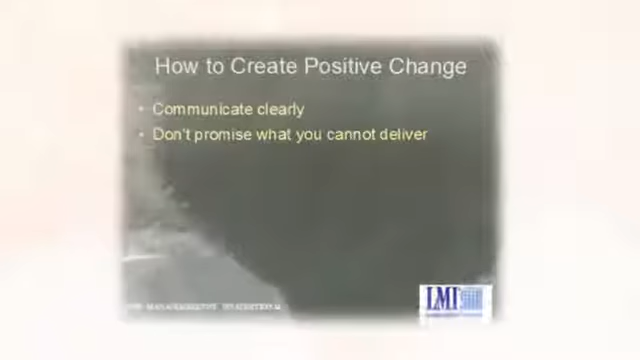 How to Create Positive Change
• Communicate clearly
• Don't promise what you cannot deliver
LMI